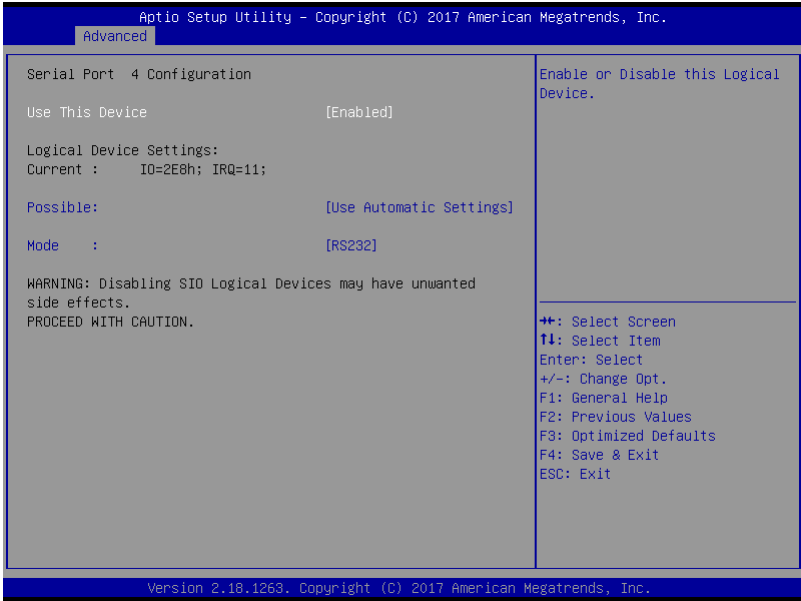 Aptio Setup Utility – Copyright (C) 2017 American Megatrends, Inc.
Advanced
Serial Port  4 Configuration
Use This Device [Enabled]
Logical Device Settings:
Current :     IO=2E8h; IRQ=11;
Possible: [Use Automatic Settings]
Mode    : [RS232]
WARNING: Disabling SIO Logical Devices may have unwanted
side effects.
PROCEED WITH CAUTION.
Enable or Disable this Logical
Device.
→←: Select Screen
↑↓: Select Item
Enter: Select
+/-: Change Opt.
F1: General Help
F2: Previous Values
F3: Optimized Defaults
F4: Save & Exit
ESC: Exit
Version 2.18.1263. Copyright (C) 2017 American Megatrends, Inc.